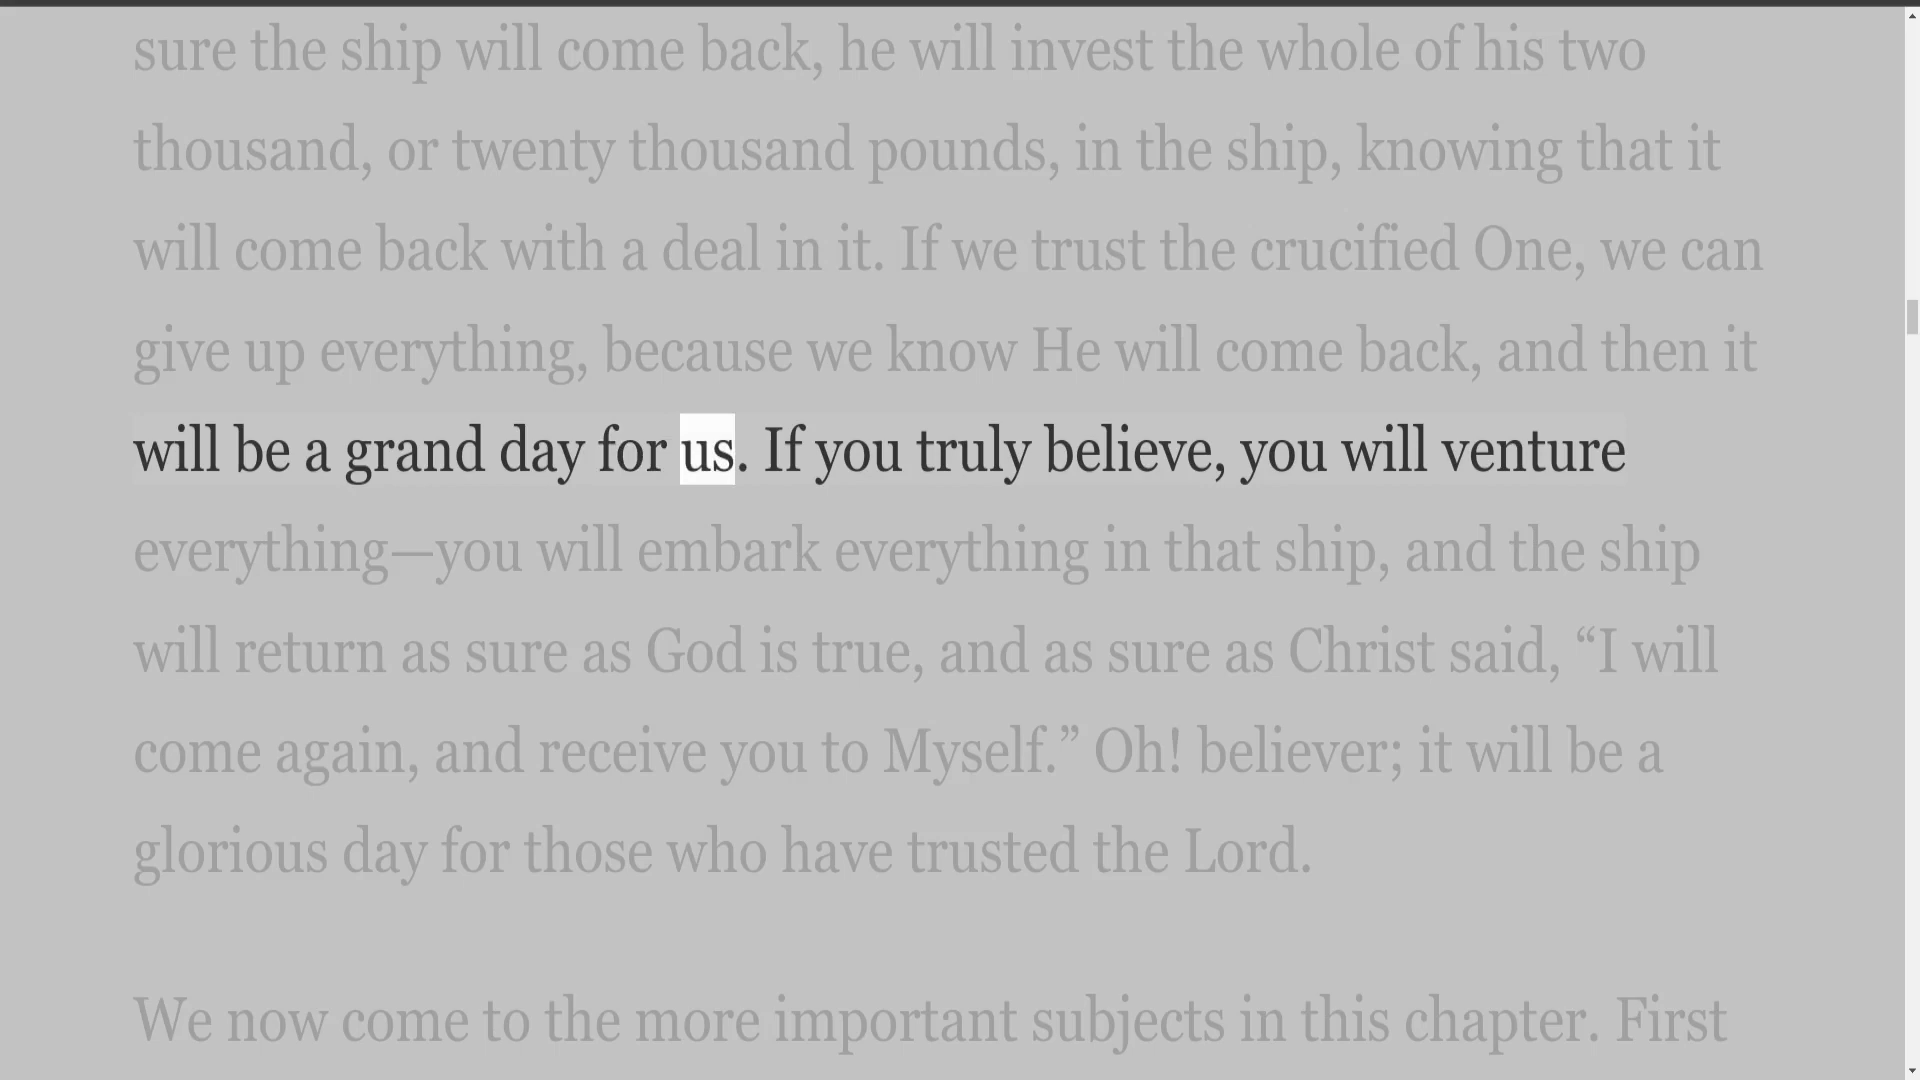 sure the ship will come back, he will invest the whole of his two
thousand, or twenty thousand pounds, in the ship, knowing that it
will come back with a deal in it. If we trust the crucified One, we can
give up everything, because we know He will come back, and then it
will be a grand day for us. If you truly believe, you will venture
everything—you will embark everything in that ship, and the ship
will return as sure as God is true, and as sure as Christ said, “I will
come again, and receive you to Myself.” Oh! believer; it will be a
glorious day for those who have trusted the Lord.
We now come to the more important subjects in this chapter. First